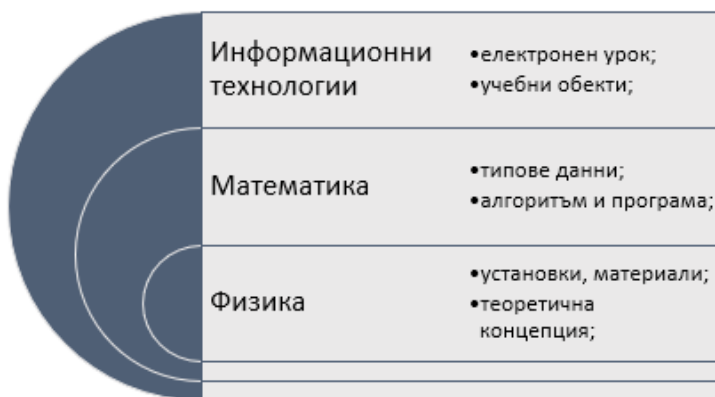 Информационни
технологии
•електронен урок;
•учебни обекти;
Математика
•типове данни;
•алгоритъм и програма;
Физика
•установки, материали;
•теоретична
концепция;